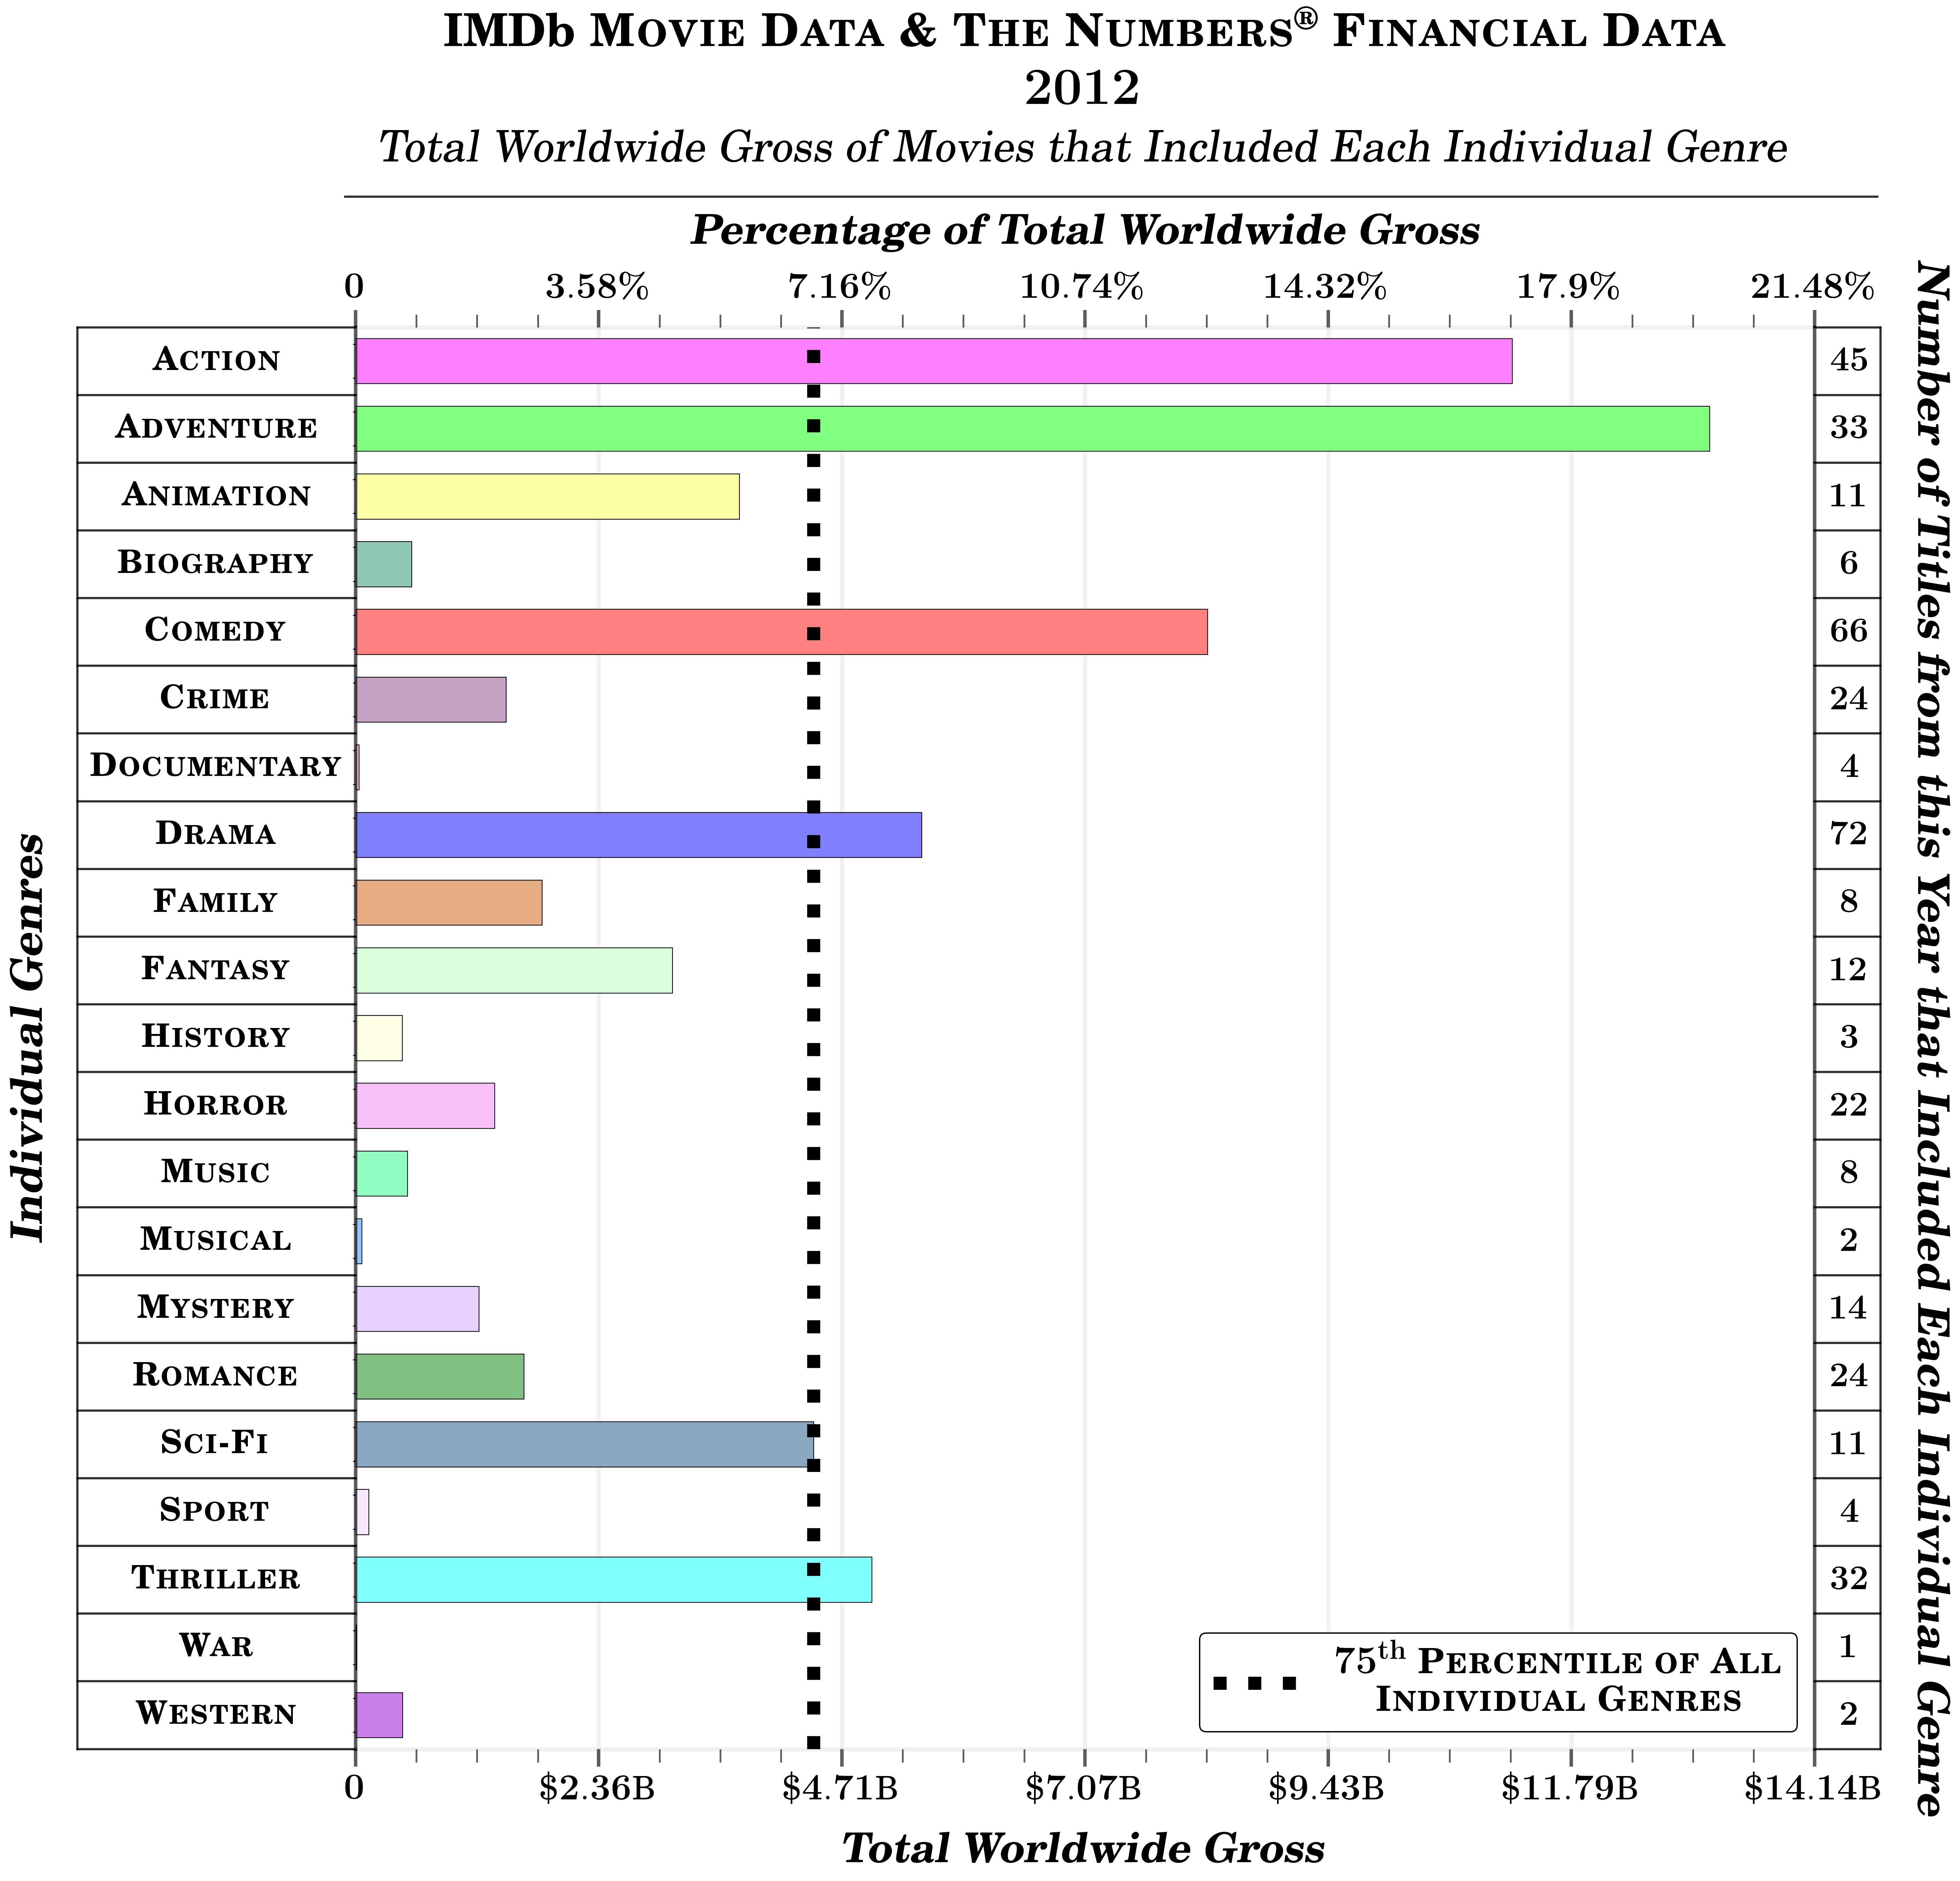 IMDb MOVIE DATA & THE NUMBERS® FINANCIAL DATA
2012
Total Worldwide Gross of Movies that Included Each Individual Genre
Percentage of Total Worldwide Gross
0 3.58% 7.16% 10.74% 14.32% 17.9% 21.48%
Individual Genres
ACTION 45
ADVENTURE 33
ANIMATION 11
BIOGRAPHY 6
COMEDY 66
CRIME 24
DOCUMENTARY 4
DRAMA 72
FAMILY 8
FANTASY 12
HISTORY 3
HORROR 22
MUSIC 8
MUSICAL 2
MYSTERY 14
ROMANCE 24
SCI-FI 11
SPORT 4
THRILLER 32
WAR 1
WESTERN 2
Number of Titles from this Year that Included Each Individual Genre
75th PERCENTILE OF ALL
INDIVIDUAL GENRES
0 $2.36B $4.71B $7.07B $9.43B $11.79B $14.14B
Total Worldwide Gross